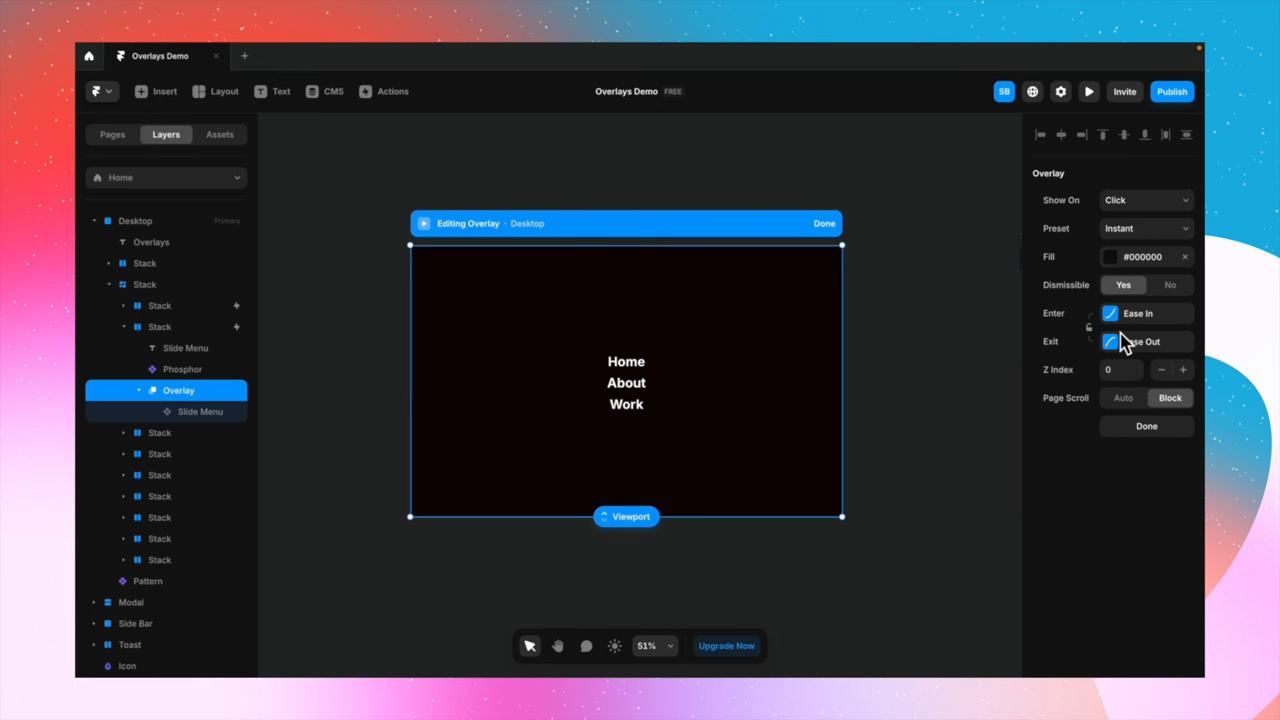 Overlays Demo
Insert
Layout
Text
CMS
Actions
Overlays Demo FREE
SB
Invite
Publish
Pages
Layers
Assets
Home
Desktop Primary
Overlays
Stack
Stack
Stack
Stack
Slide Menu
Phosphor
Overlay
Slide Menu
Stack
Stack
Stack
Stack
Stack
Stack
Stack
Pattern
Modal
Side Bar
Toast
Icon
Editing Overlay · Desktop
Done
Home
About
Work
Viewport
51%
Upgrade Now
Overlay
Show On Click
Preset Instant
Fill #000000
Dismissible Yes No
Enter Ease In
Exit Out
Z Index 0
Page Scroll Auto Block
Done